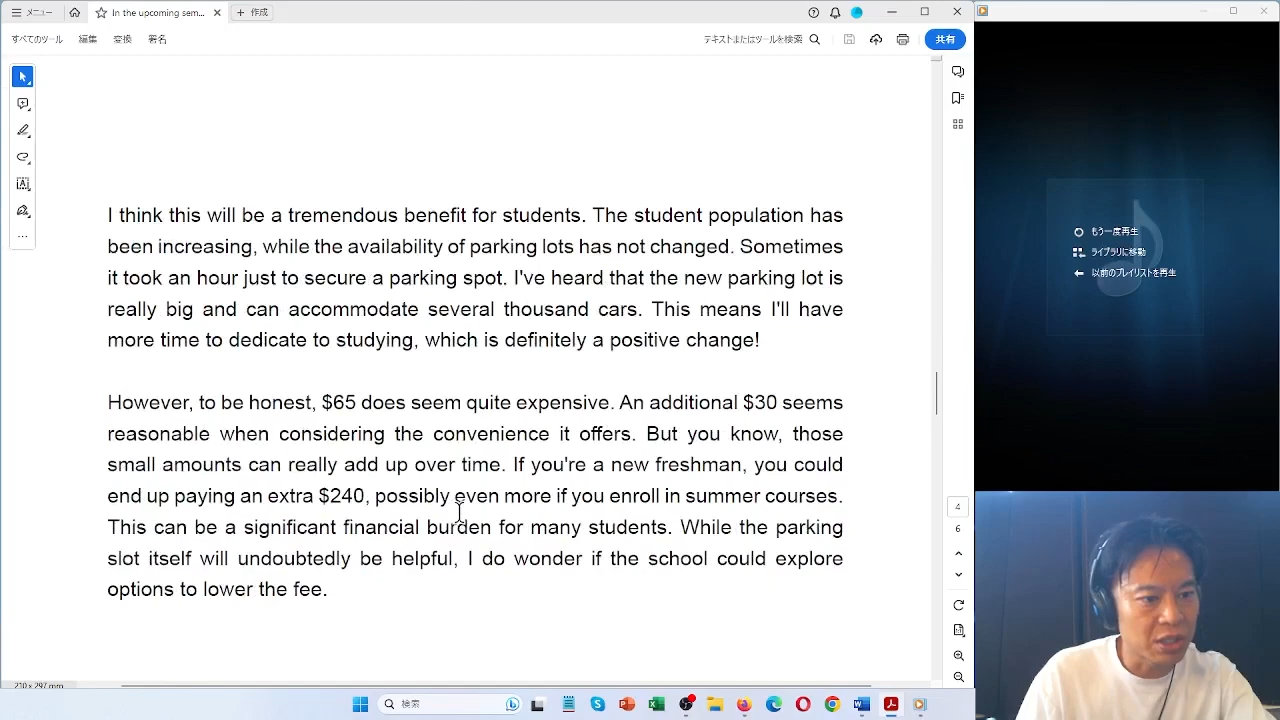 メニュー
In the upcoming sem...
作成
すべてのツール 編集 変換 署名
テキストまたはツールを検索
共有
I think this will be a tremendous benefit for students. The student population has
been increasing, while the availability of parking lots has not changed. Sometimes
it took an hour just to secure a parking spot. I've heard that the new parking lot is
really big and can accommodate several thousand cars. This means I'll have
more time to dedicate to studying, which is definitely a positive change!
However, to be honest, $65 does seem quite expensive. An additional $30 seems
reasonable when considering the convenience it offers. But you know, those
small amounts can really add up over time. If you're a new freshman, you could
end up paying an extra $240, possibly even more if you enroll in summer courses.
This can be a significant financial burden for many students. While the parking
slot itself will undoubtedly be helpful, I do wonder if the school could explore
options to lower the fee.
4
6
210 x 297 mm
もう一度再生
ライブラリに移動
以前のプレイリストを再生
検索